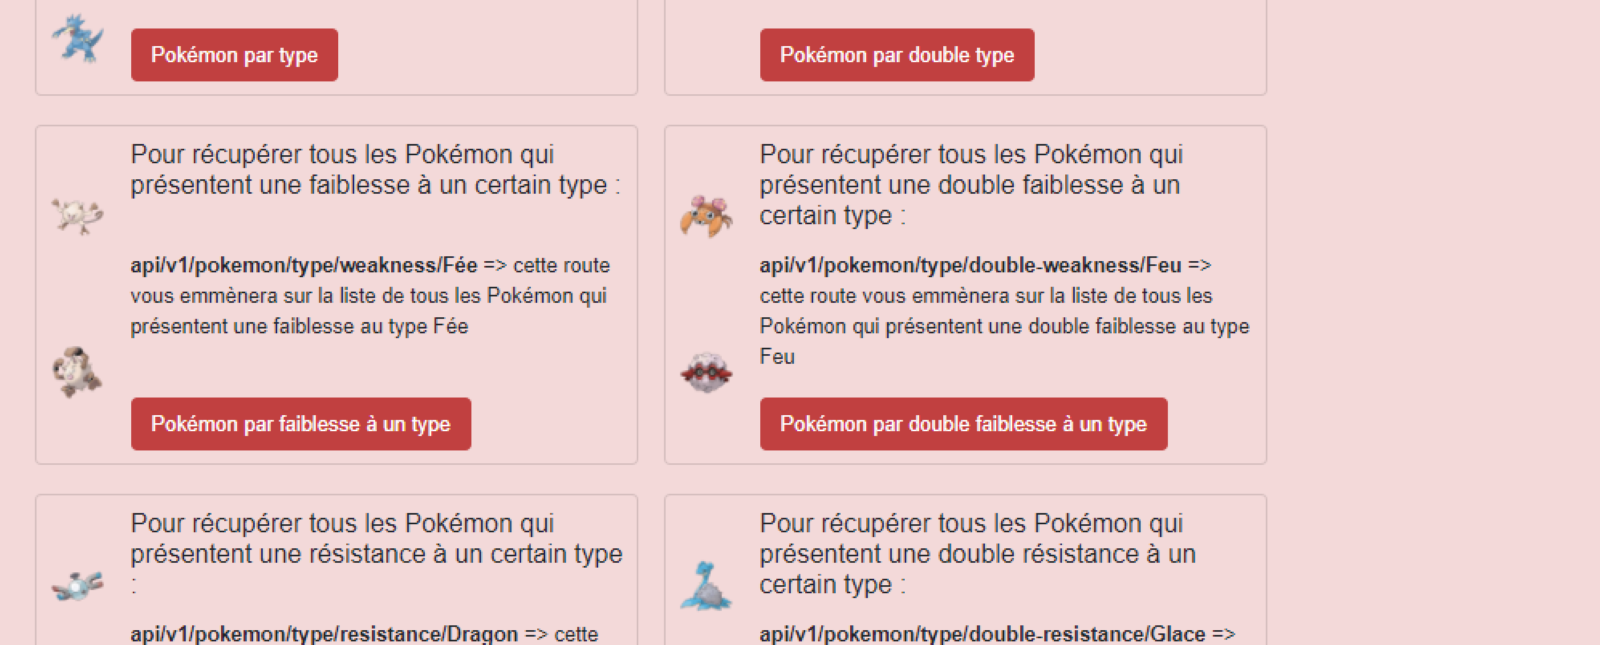 Pokémon par type
Pokémon par double type
Pour récupérer tous les Pokémon qui
présentent une faiblesse à un certain type :
api/v1/pokemon/type/weakness/Fée => cette route
vous emmènera sur la liste de tous les Pokémon qui
présentent une faiblesse au type Fée
Pokémon par faiblesse à un type
Pour récupérer tous les Pokémon qui
présentent une double faiblesse à un
certain type :
api/v1/pokemon/type/double-weakness/Feu =>
cette route vous emmènera sur la liste de tous les
Pokémon qui présentent une double faiblesse au type
Feu
Pokémon par double faiblesse à un type
Pour récupérer tous les Pokémon qui
présentent une résistance à un certain type
:
api/v1/pokemon/type/resistance/Dragon => cette
Pour récupérer tous les Pokémon qui
présentent une double résistance à un
certain type :
api/v1/pokemon/type/double-resistance/Glace =>